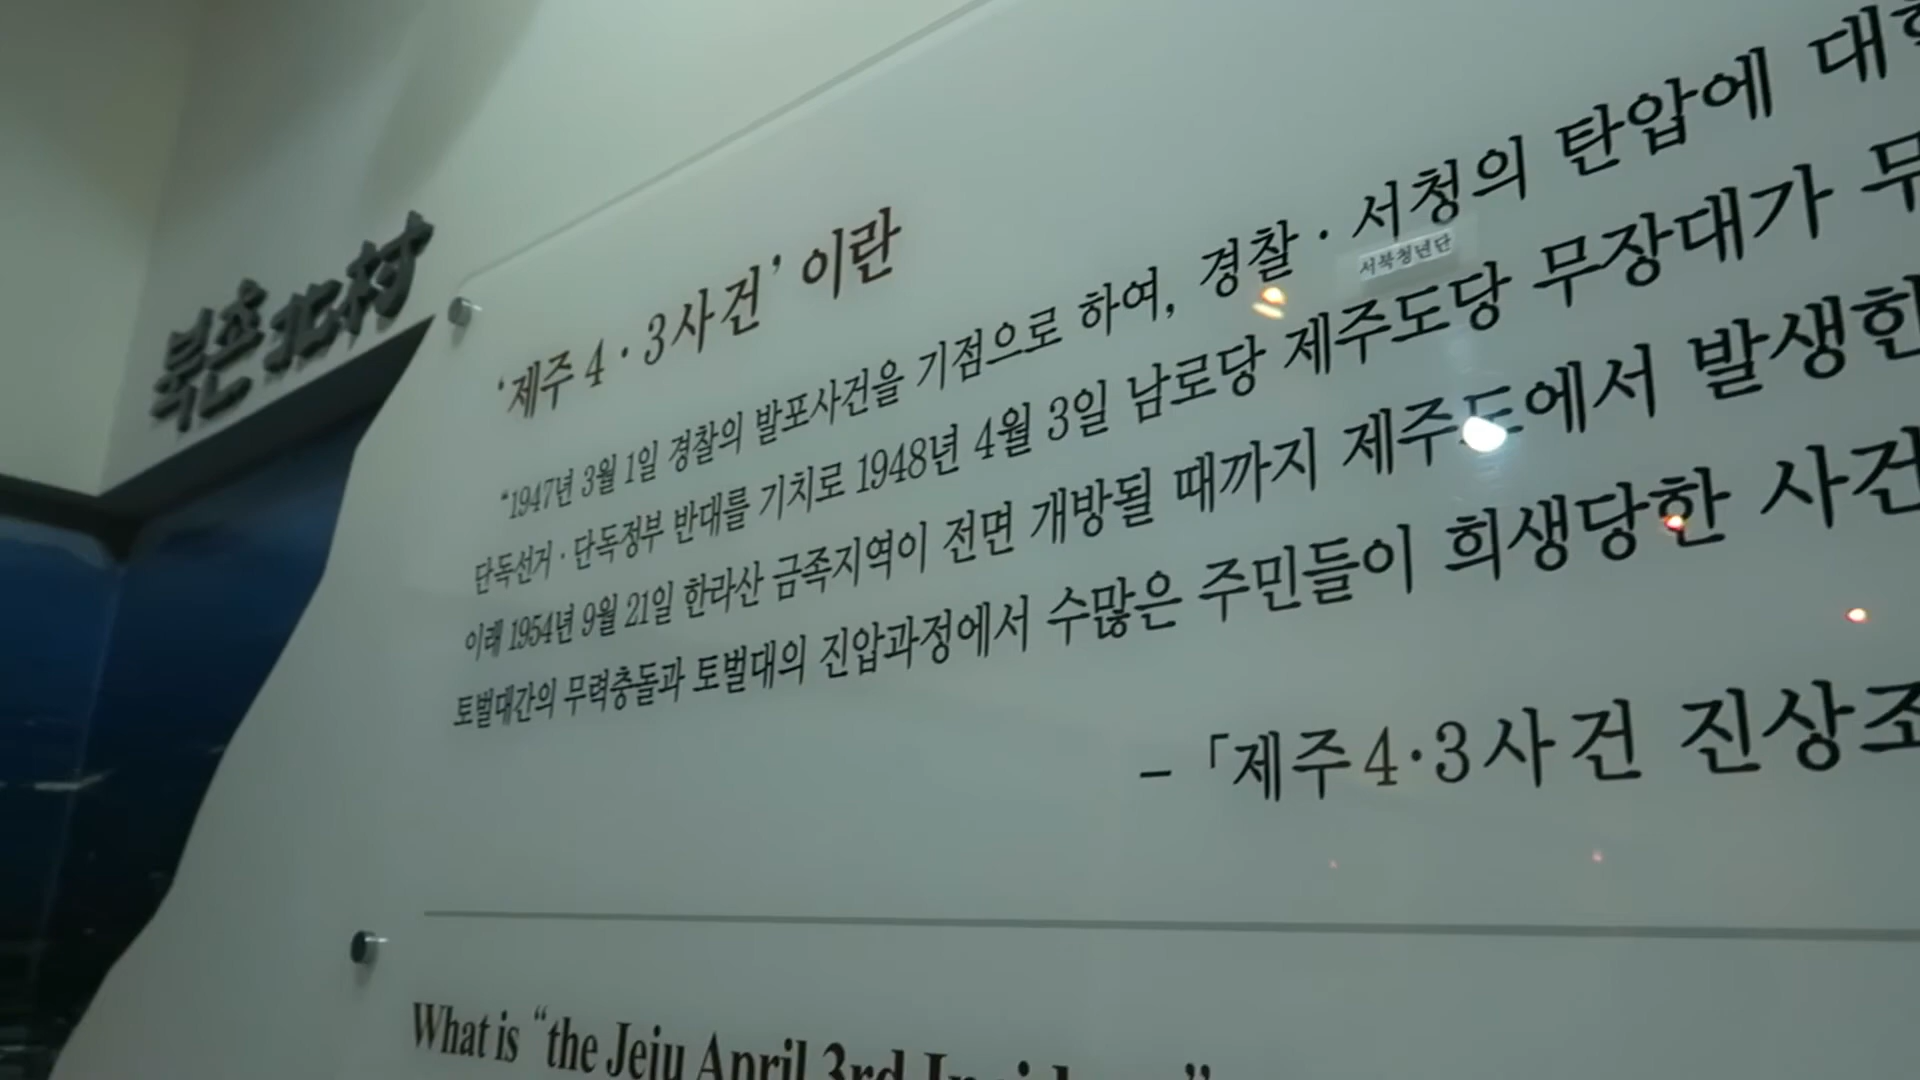 북촌 北村
'제주 4·3사건' 이란
"1947년 3월 1일 경찰의 발포사건을 기점으로 하여, 경찰·서청의 탄압에
서북청년단
단독선거·단독정부 반대를 기치로 1948년 4월 3일 남로당 제주도당 무장대가
이래 1954년 9월 21일 한라산 금족지역이 전면 개방될 때까지 제주도에서 발생한
토벌대간의 무력충돌과 토벌대의 진압과정에서 수많은 주민들이 희생당한 사건
-「제주4·3사건 진상조
What is "the Jeju April 3rd Incident"